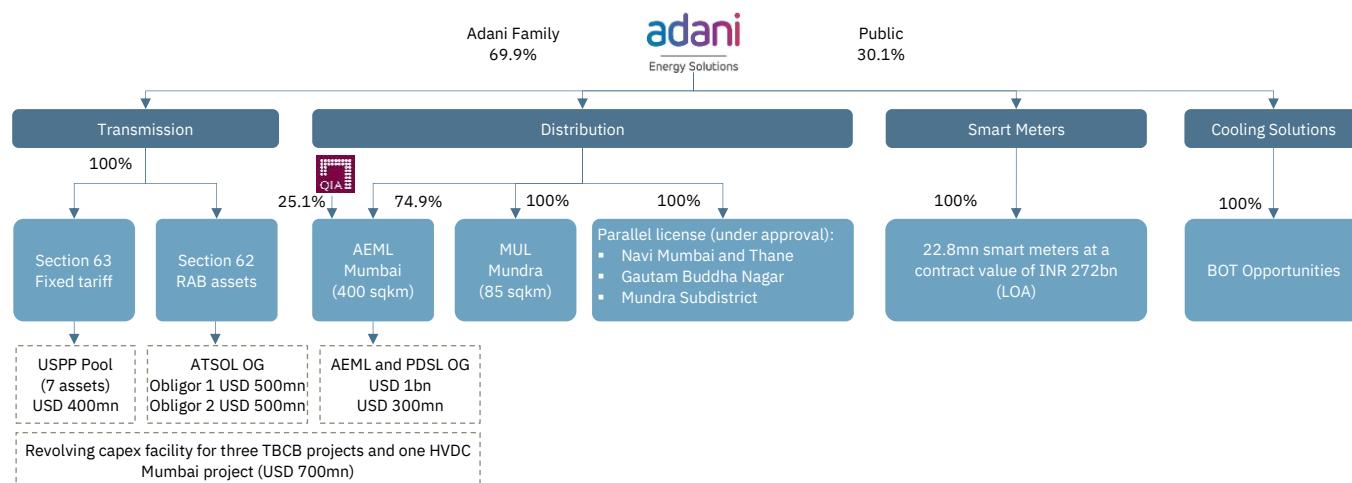 Adani Family
69.9%
adani
Energy Solutions
Public
30.1%
Transmission
Distribution
Smart Meters
Cooling Solutions
100%
QIA
25.1%
74.9%
100%
100%
100%
100%
Section 63
Fixed tariff
Section 62
RAB assets
AEML
Mumbai
(400 sqkm)
MUL
Mundra
(85 sqkm)
Parallel license (under approval):
▪ Navi Mumbai and Thane
▪ Gautam Buddha Nagar
▪ Mundra Subdistrict
22.8mn smart meters at a
contract value of INR 272bn
(LOA)
BOT Opportunities
USPP Pool
(7 assets)
USD 400mn
ATSOL OG
Obligor 1 USD 500mn
Obligor 2 USD 500mn
AEML and PDSL OG
USD 1bn
USD 300mn
Revolving capex facility for three TBCB projects and one HVDC
Mumbai project (USD 700mn)